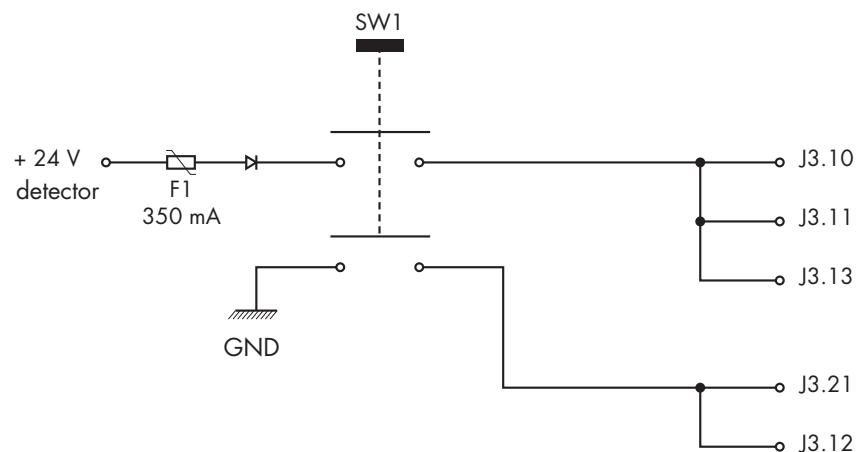 SW1
+ 24 V
detector
F1
350 mA
J3.10
J3.11
J3.13
GND
J3.21
J3.12